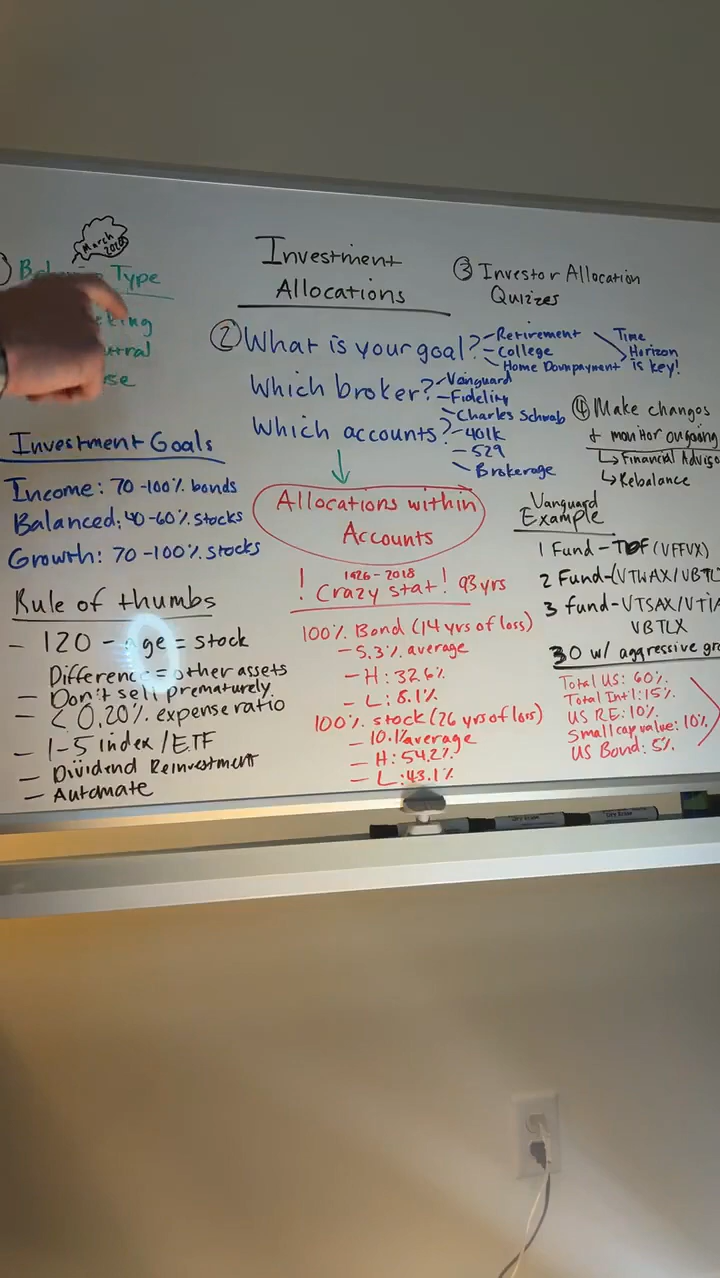 March
2020
Type
Investment Goals
Income: 70-100% bonds
Balanced: 40-60% stocks
Growth: 70-100% stocks
Rule of thumbs
- 120 - age = stock
Difference = other assets
- Don't sell prematurely
- < 0.20% expense ratio
- 1-5 index/ETF
- Dividend Reinvestment
- Automate
Investment
Allocations
② What is your goal?
- Retirement
- College
- Home Downpayment
Time
Horizon
is key!
Which broker?
- Vanguard
- Fidelity
- Charles Schwab
Which accounts?
- 401k
- 529
- Brokerage
Allocations within
Accounts
1926-2018
! Crazy stat! 93 yrs
100% Bond (14 yrs of loss)
- 5.3% average
- H: 32.6%
- L: 8.1%
100% stock (26 yrs of loss)
- 10.1% average
- H: 54.2%
- L: 43.1%
③ Investor Allocation
Quizes
④ Make changes
+ monitor ongoing
Financial Adviso
Rebalance
Vanguard
Example
1 Fund - TDF (VFFVX)
2 Fund - (VTWAX/VBTL
3 fund - VTSAX/VTIA
VBTLX
30 w/ aggressive gr
Total US: 60%
Total Int'l: 15%
US RE: 10%
Small cap value: 10%
US Bond: 5%